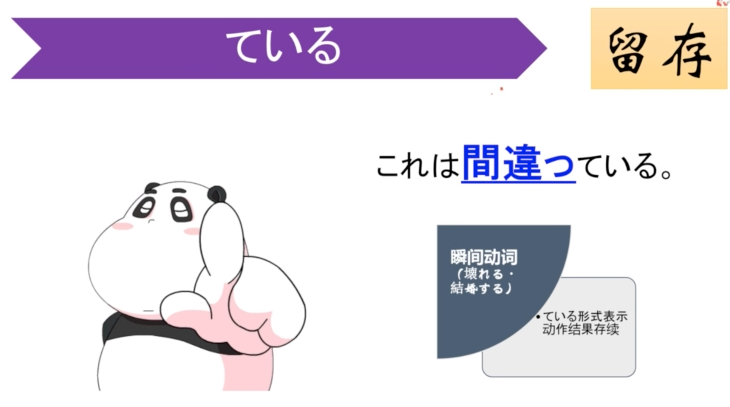 ている
留存
これは間違っている。
瞬间动词
（壊れる・
結婚する）
•ている形式表示
动作结果存续